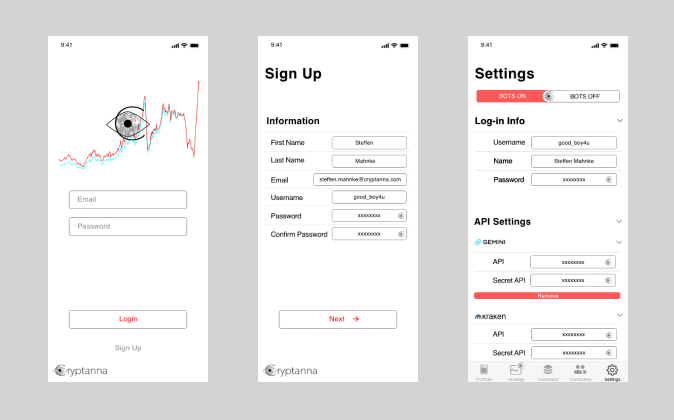 9:41
Email
Password
Login
Sign Up
Cryptanna
9:41
Sign Up
Information
First Name Steffen
Last Name Mahnke
Email steffen.mahnke@cryptanna.com
Username good_boy4u
Password xxxxxxxx
Confirm Password xxxxxxxx
Next →
Cryptanna
9:41
Settings
BOTS ON BOTS OFF
Log-in Info
Username good_boy4u
Name Steffen Mahnke
Password xxxxxxxx
API Settings
GEMINI
API xxxxxxxx
Secret API xxxxxxxx
Remove
kraken
API xxxxxxxx
Secret API xxxxxxxx
Portfolio Strategy Command Community Settings